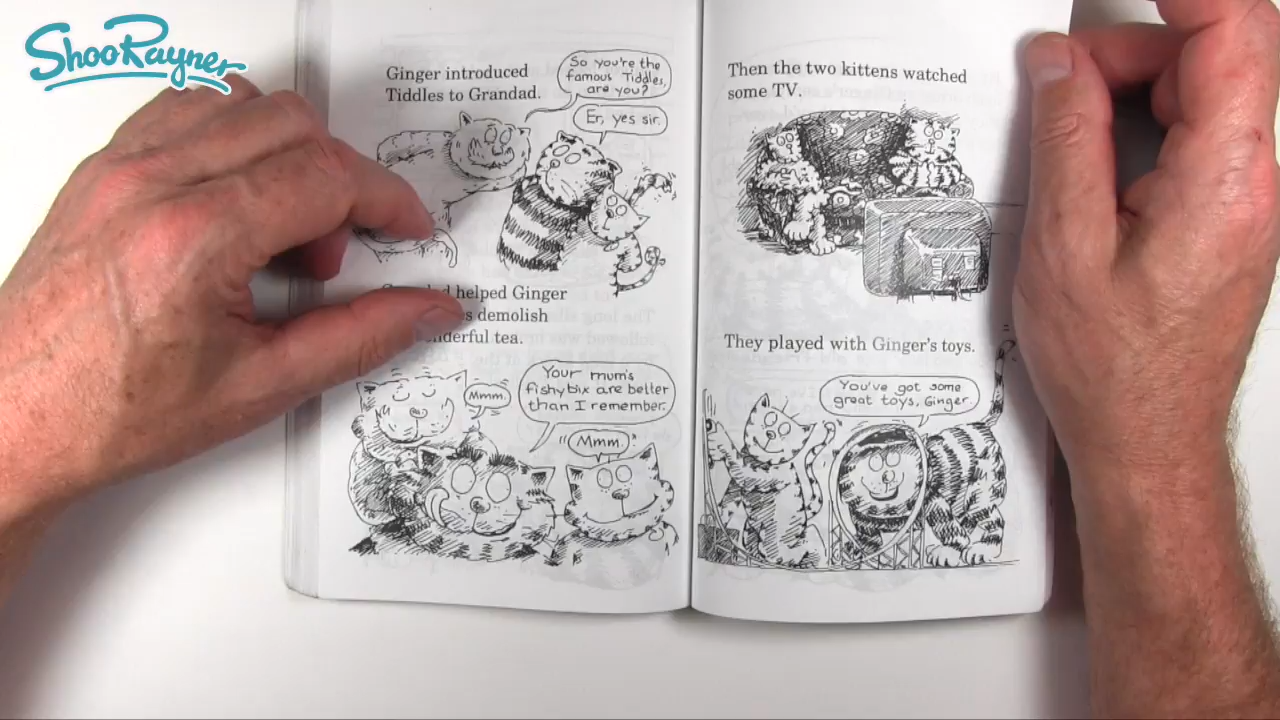 ShooRayner
Ginger introduced
Tiddles to Grandad.
So you're the
famous Tiddles,
are you?
Er, yes sir.
helped Ginger
demolish
tea.
Mmm.
Your mum's
fishybix are better
than I remember.
"Mmm."
Then the two kittens watched
some TV.
They played with Ginger's toys.
You've got some
great toys, Ginger.